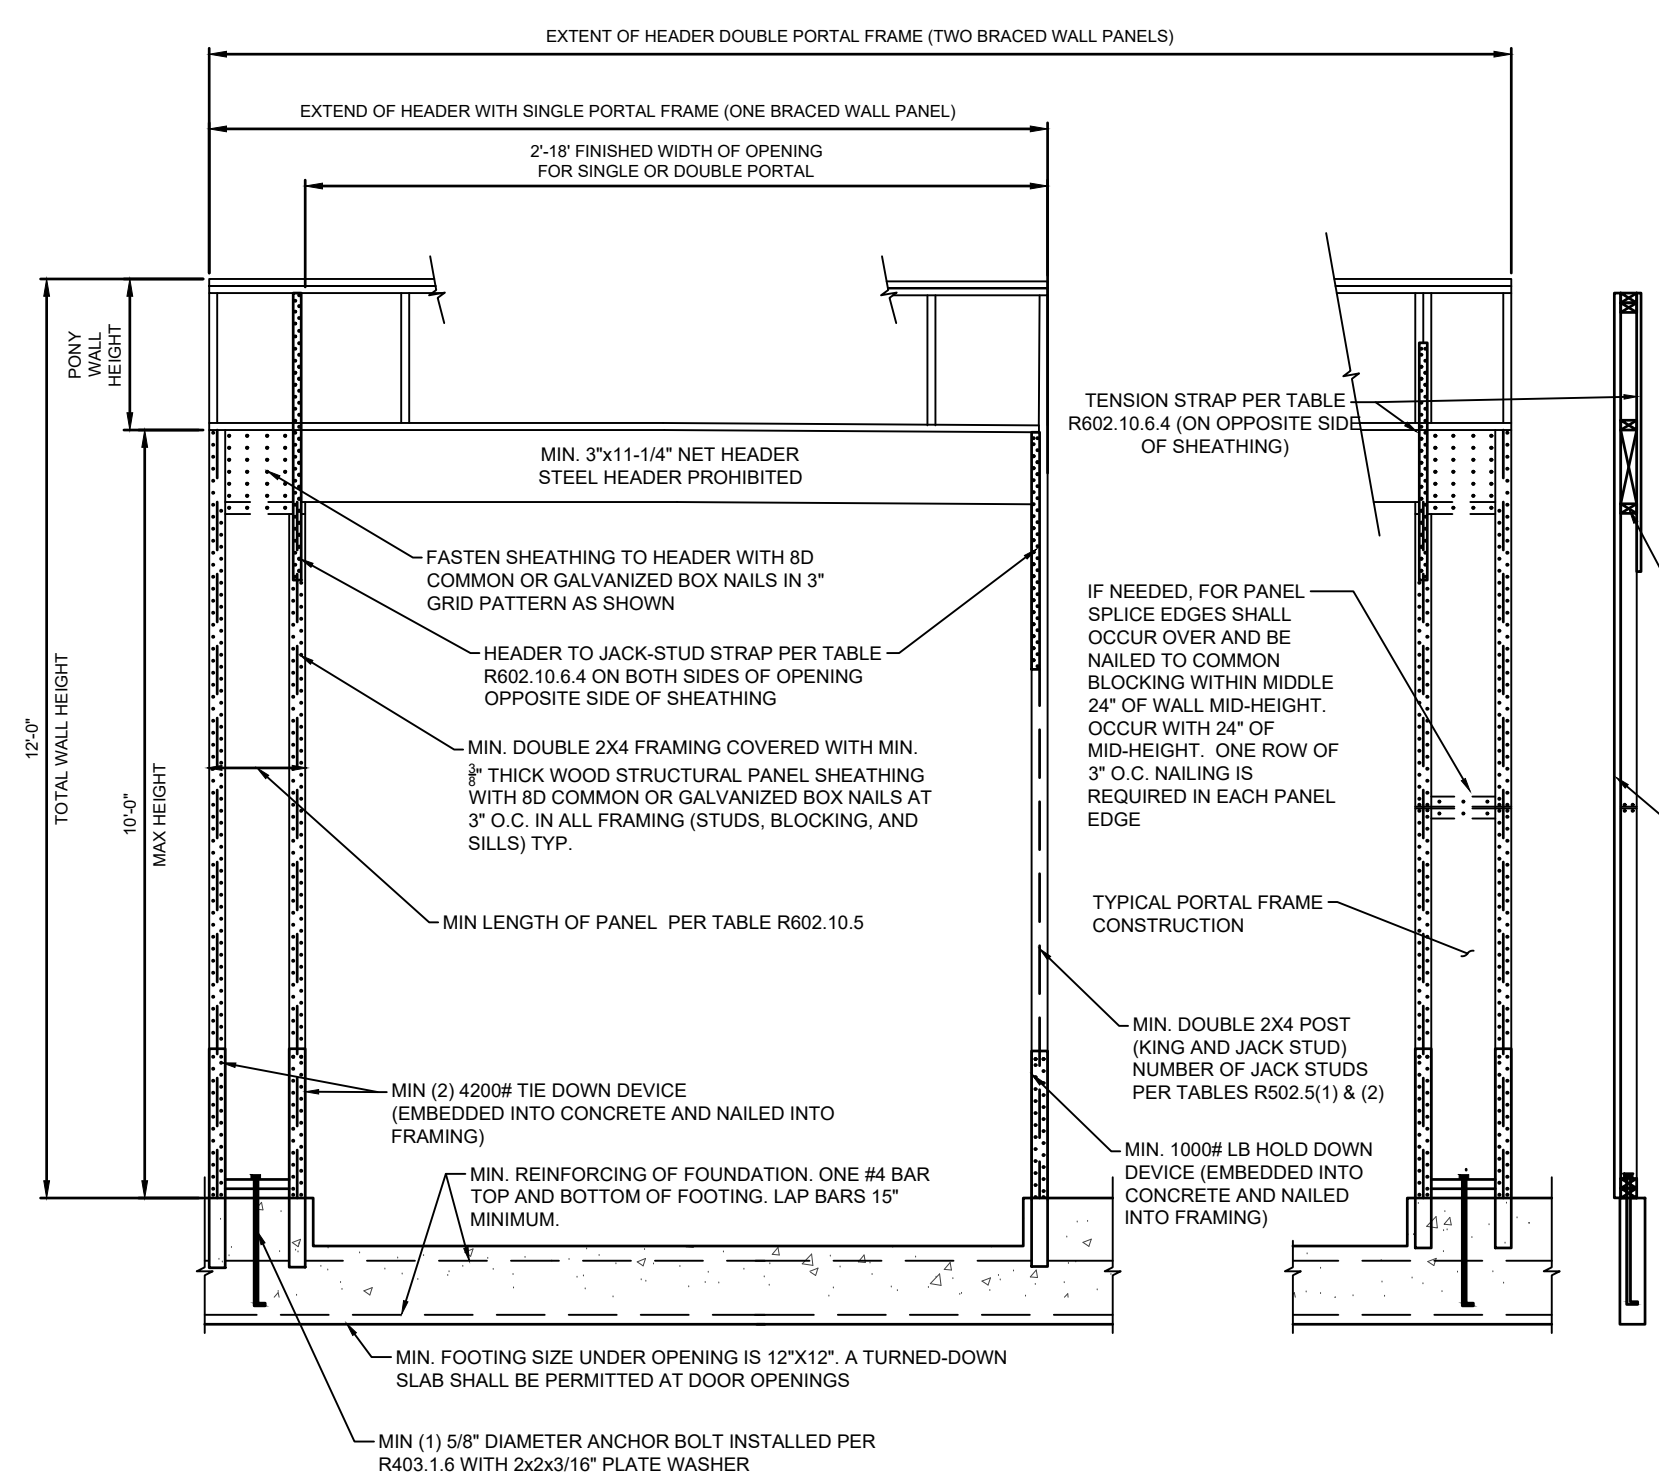 EXTENT OF HEADER DOUBLE PORTAL FRAME (TWO BRACED WALL PANELS)
EXTEND OF HEADER WITH SINGLE PORTAL FRAME (ONE BRACED WALL PANEL)
2'-18' FINISHED WIDTH OF OPENING
FOR SINGLE OR DOUBLE PORTAL
PONY
WALL
HEIGHT
12'-0"
TOTAL WALL HEIGHT
10'-0"
MAX HEIGHT
MIN. 3"x11-1/4" NET HEADER
STEEL HEADER PROHIBITED
TENSION STRAP PER TABLE
R602.10.6.4 (ON OPPOSITE SIDE
OF SHEATHING)
FASTEN SHEATHING TO HEADER WITH 8D
COMMON OR GALVANIZED BOX NAILS IN 3"
GRID PATTERN AS SHOWN
HEADER TO JACK-STUD STRAP PER TABLE
R602.10.6.4 ON BOTH SIDES OF OPENING
OPPOSITE SIDE OF SHEATHING
MIN. DOUBLE 2X4 FRAMING COVERED WITH MIN.
3/8" THICK WOOD STRUCTURAL PANEL SHEATHING
WITH 8D COMMON OR GALVANIZED BOX NAILS AT
3" O.C. IN ALL FRAMING (STUDS, BLOCKING, AND
SILLS) TYP.
MIN LENGTH OF PANEL PER TABLE R602.10.5
IF NEEDED, FOR PANEL
SPLICE EDGES SHALL
OCCUR OVER AND BE
NAILED TO COMMON
BLOCKING WITHIN MIDDLE
24" OF WALL MID-HEIGHT.
OCCUR WITH 24" OF
MID-HEIGHT. ONE ROW OF
3" O.C. NAILING IS
REQUIRED IN EACH PANEL
EDGE
TYPICAL PORTAL FRAME
CONSTRUCTION
MIN. DOUBLE 2X4 POST
(KING AND JACK STUD)
NUMBER OF JACK STUDS
PER TABLES R502.5(1) & (2)
MIN (2) 4200# TIE DOWN DEVICE
(EMBEDDED INTO CONCRETE AND NAILED INTO
FRAMING)
MIN. 1000# LB HOLD DOWN
DEVICE (EMBEDDED INTO
CONCRETE AND NAILED
INTO FRAMING)
MIN. REINFORCING OF FOUNDATION. ONE #4 BAR
TOP AND BOTTOM OF FOOTING. LAP BARS 15"
MINIMUM.
MIN. FOOTING SIZE UNDER OPENING IS 12"X12". A TURNED-DOWN
SLAB SHALL BE PERMITTED AT DOOR OPENINGS
MIN (1) 5/8" DIAMETER ANCHOR BOLT INSTALLED PER
R403.1.6 WITH 2x2x3/16" PLATE WASHER